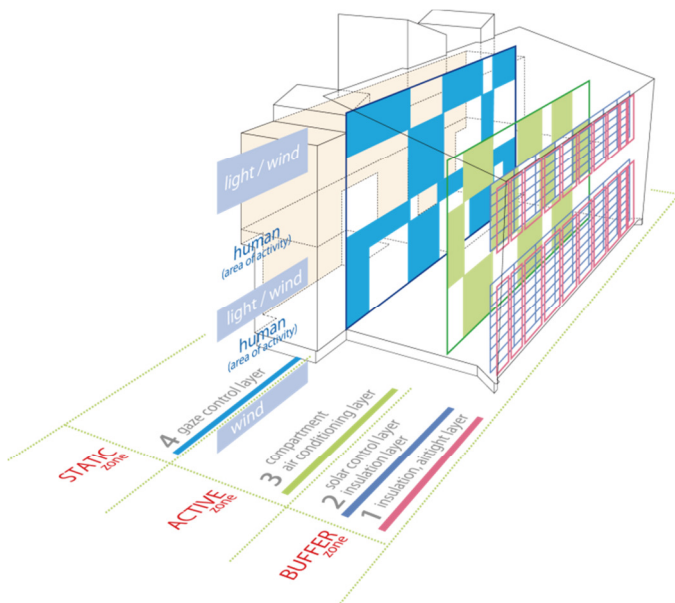 light / wind
human
(area of activity)
light / wind
human
(area of activity)
wind
4 gaze control layer
3 compartment
air conditioning layer
2 solar control layer
insulation layer
1 insulation, airtight layer
STATIC
zone
ACTIVE
zone
BUFFER
zone